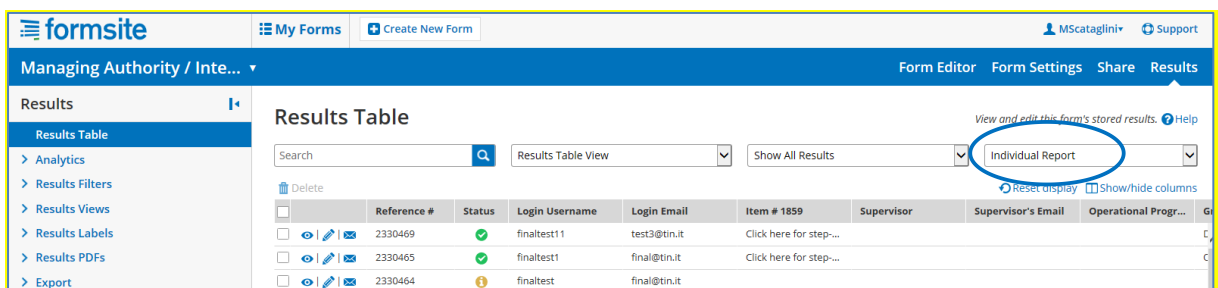 formsite My Forms Create New Form MScataglini Support
Managing Authority / Inte... Form Editor Form Settings Share Results
Results
Results Table
Analytics
Results Filters
Results Views
Results Labels
Results PDFs
Export
Results Table
View and edit this form's stored results. Help
Search Results Table View Show All Results Individual Report
Delete Reset display Show/hide columns
Reference # Status Login Username Login Email Item # 1859 Supervisor Supervisor's Email Operational Progr...
2330469 finaltest11 test3@tin.it Click here for step-...
2330465 finaltest1 final@tin.it Click here for step-...
2330464 finaltest final@tin.it